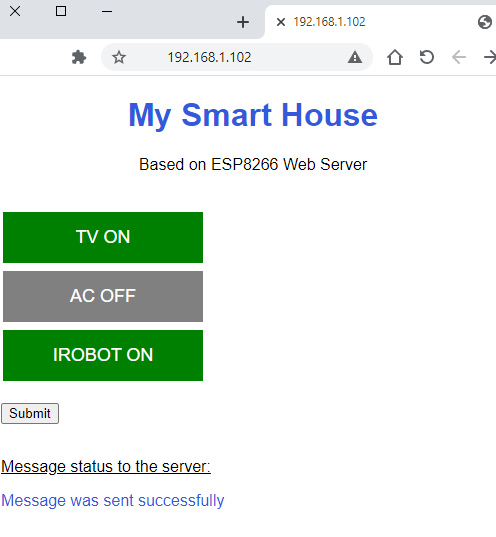 192.168.1.102
192.168.1.102
My Smart House
Based on ESP8266 Web Server
TV ON
AC OFF
IROBOT ON
Submit
Message status to the server:
Message was sent successfully